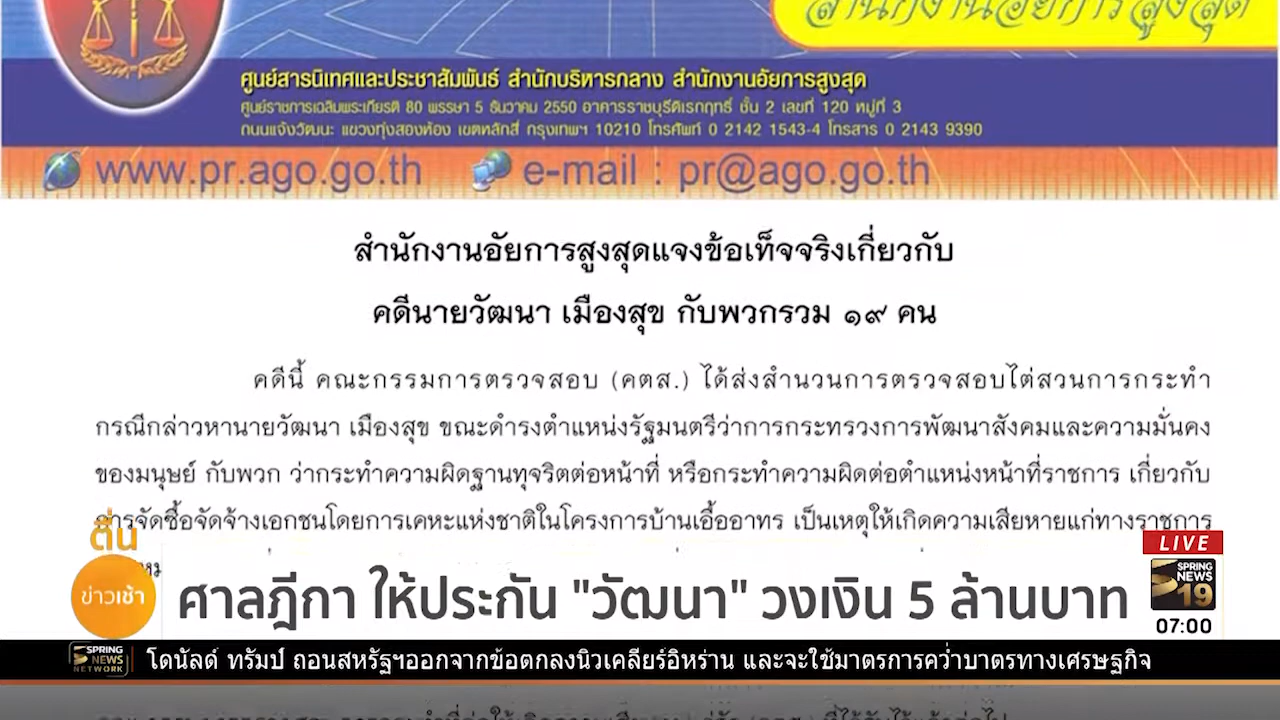 สำนักงานอัยการสูงสุด
ศูนย์สารนิเทศและประชาสัมพันธ์ สำนักบริหารกลาง สำนักงานอัยการสูงสุด
ศูนย์ราชการเฉลิมพระเกียรติ 80 พรรษา 5 ธันวาคม 2550 อาคารราชบุรีดิเรกฤทธิ์ ชั้น 2 เลขที่ 120 หมู่ที่ 3
ถนนแจ้งวัฒนะ แขวงทุ่งสองห้อง เขตหลักสี่ กรุงเทพฯ 10210 โทรศัพท์ 0 2142 1543-4 โทรสาร 0 2143 9390
www.pr.ago.go.th e-mail : pr@ago.go.th
สำนักงานอัยการสูงสุดแจงข้อเท็จจริงเกี่ยวกับ
คดีนายวัฒนา เมืองสุข กับพวกรวม ๑๙ คน
คดีนี้ คณะกรรมการตรวจสอบ (คตส.) ได้ส่งสำนวนการตรวจสอบไต่สวนการกระทำ
กรณีกล่าวหานายวัฒนา เมืองสุข ขณะดำรงตำแหน่งรัฐมนตรีว่าการกระทรวงการพัฒนาสังคมและความมั่นคง
ของมนุษย์ กับพวก ว่ากระทำความผิดฐานทุจริตต่อหน้าที่ หรือกระทำความผิดต่อตำแหน่งหน้าที่ราชการ เกี่ยวกับ
การจัดซื้อจัดจ้างเอกชนโดยการเคหะแห่งชาติในโครงการบ้านเอื้ออาทร เป็นเหตุให้เกิดความเสียหายแก่ทางราชการ
ตื่น
ข่าวเช้า
ศาลฎีกา ให้ประกัน "วัฒนา" วงเงิน 5 ล้านบาท
LIVE
SPRING
NEWS
19
07:00
SPRING
NEWS
NETWORK
โดนัลด์ ทรัมป์ ถอนสหรัฐฯออกจากข้อตกลงนิวเคลียร์อิหร่าน และจะใช้มาตรการคว่ำบาตรทางเศรษฐกิจ